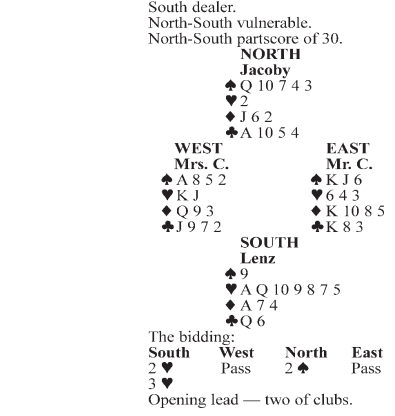 South dealer.
North-South vulnerable.
North-South partscore of 30.
NORTH
Jacoby
♠ Q 10 7 4 3
♥ 2
♦ J 6 2
♣ A 10 5 4
WEST EAST
Mrs. C. Mr. C.
♠ A 8 5 2 ♠ K J 6
♥ K J ♥ 6 4 3
♦ Q 9 3 ♦ K 10 8 5
♣ J 9 7 2 ♣ K 8 3
SOUTH
Lenz
♠ 9
♥ A Q 10 9 8 7 5
♦ A 7 4
♣ Q 6
The bidding:
South West North East
2 ♥ Pass 2 ♠ Pass
3 ♥
Opening lead — two of clubs.